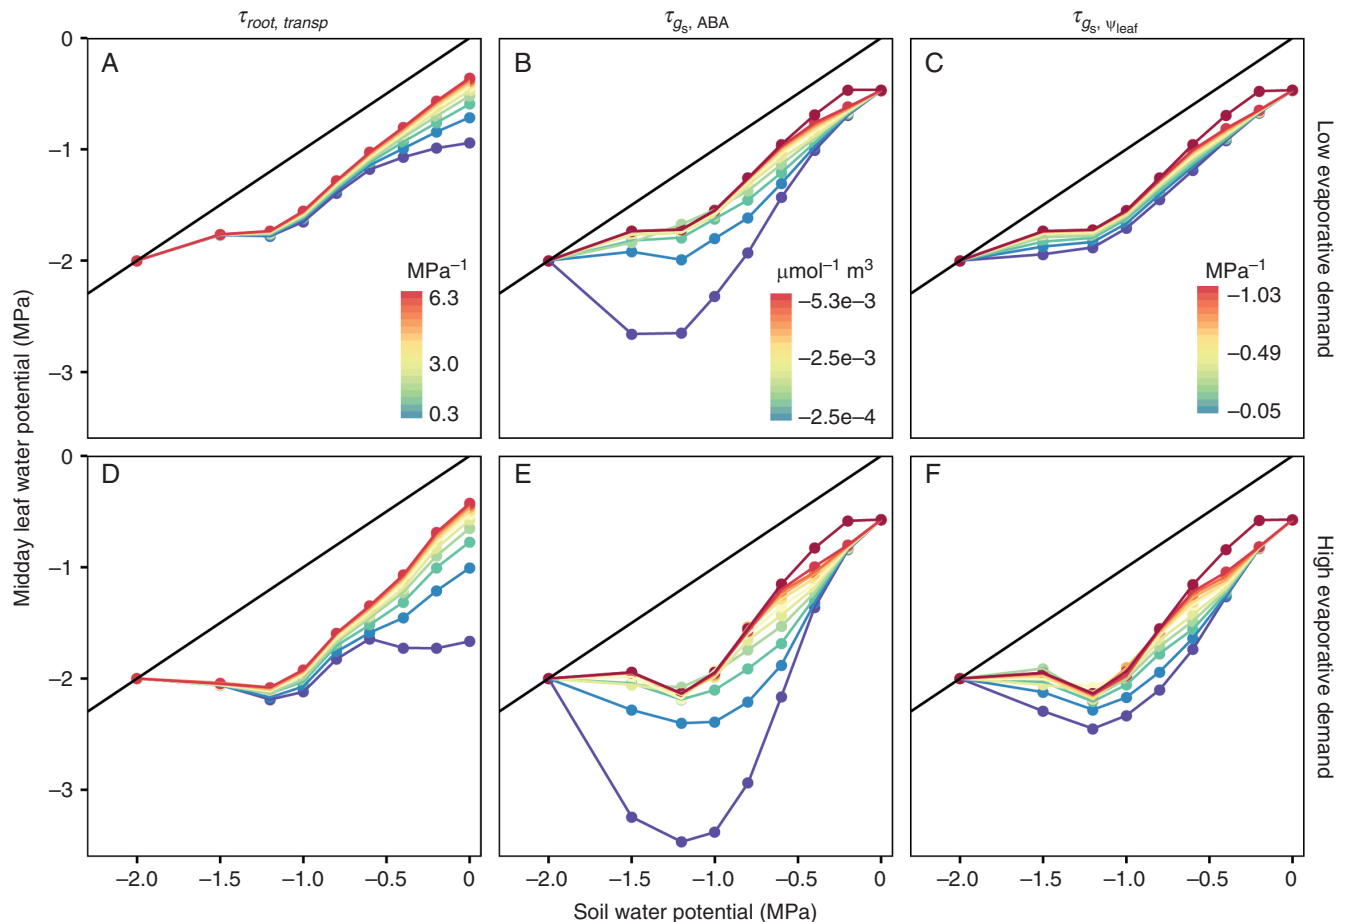 τroot, transp
τgs, ABA
τgs, ψleaf
A
B
C
0
−1
−2
−3
MPa−1
6.3
3.0
0.3
μmol−1 m3
−5.3e−3
−2.5e−3
−2.5e−4
MPa−1
−1.03
−0.49
−0.05
Low evaporative demand
Midday leaf water potential (MPa)
D
E
F
0
−1
−2
−3
High evaporative demand
−2.0 −1.5 −1.0 −0.5 0
−2.0 −1.5 −1.0 −0.5 0
−2.0 −1.5 −1.0 −0.5 0
Soil water potential (MPa)